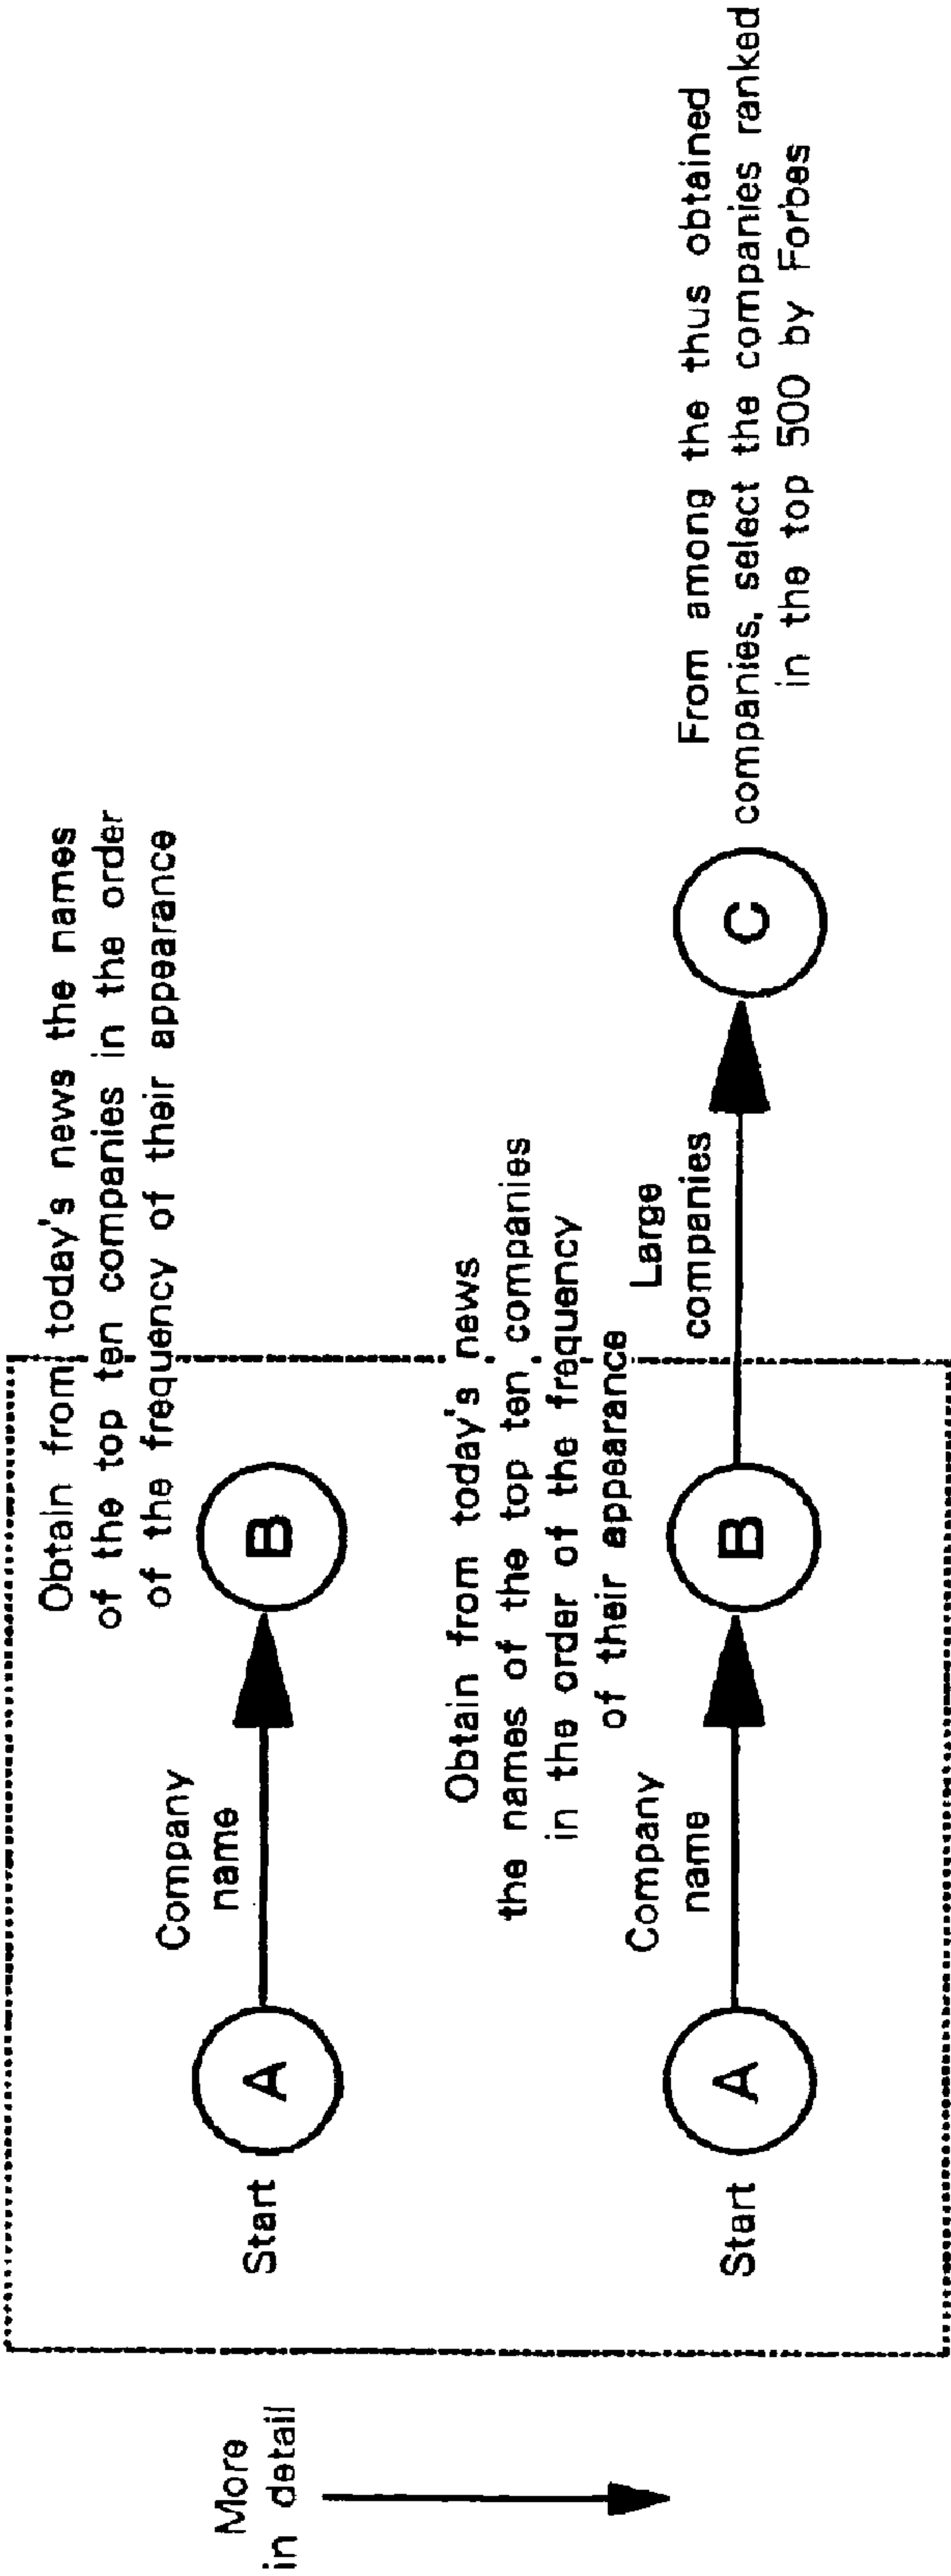 More
in detail
Obtain from today's news the names
of the top ten companies in the order
of the frequency of their appearance
Company
name
Start
A
B
Obtain from today's news
the names of the top ten companies
in the order of the frequency
of their appearance
Company
name
Large
companies
Start
A
B
C
From among the thus obtained
companies, select the companies ranked
in the top 500 by Forbes